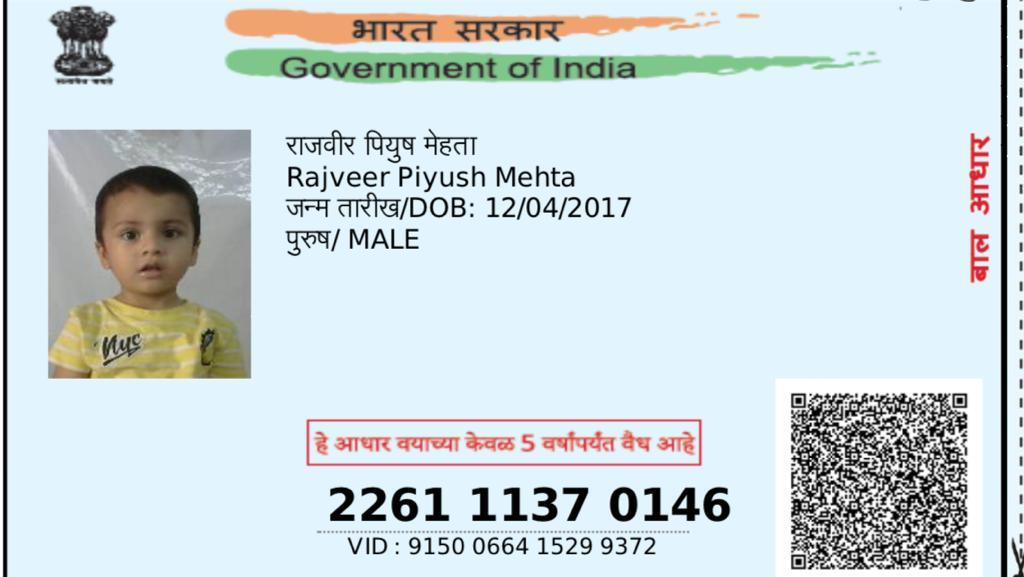 भारत सरकार
Government of India
सत्यमेव जयते
राजवीर पियुष मेहता
Rajveer Piyush Mehta
जन्म तारीख/DOB: 12/04/2017
पुरुष/ MALE
बाल आधार
Nyc
हे आधार वयाच्या केवळ 5 वर्षांपर्यंत वैध आहे
2261 1137 0146
VID : 9150 0664 1529 9372